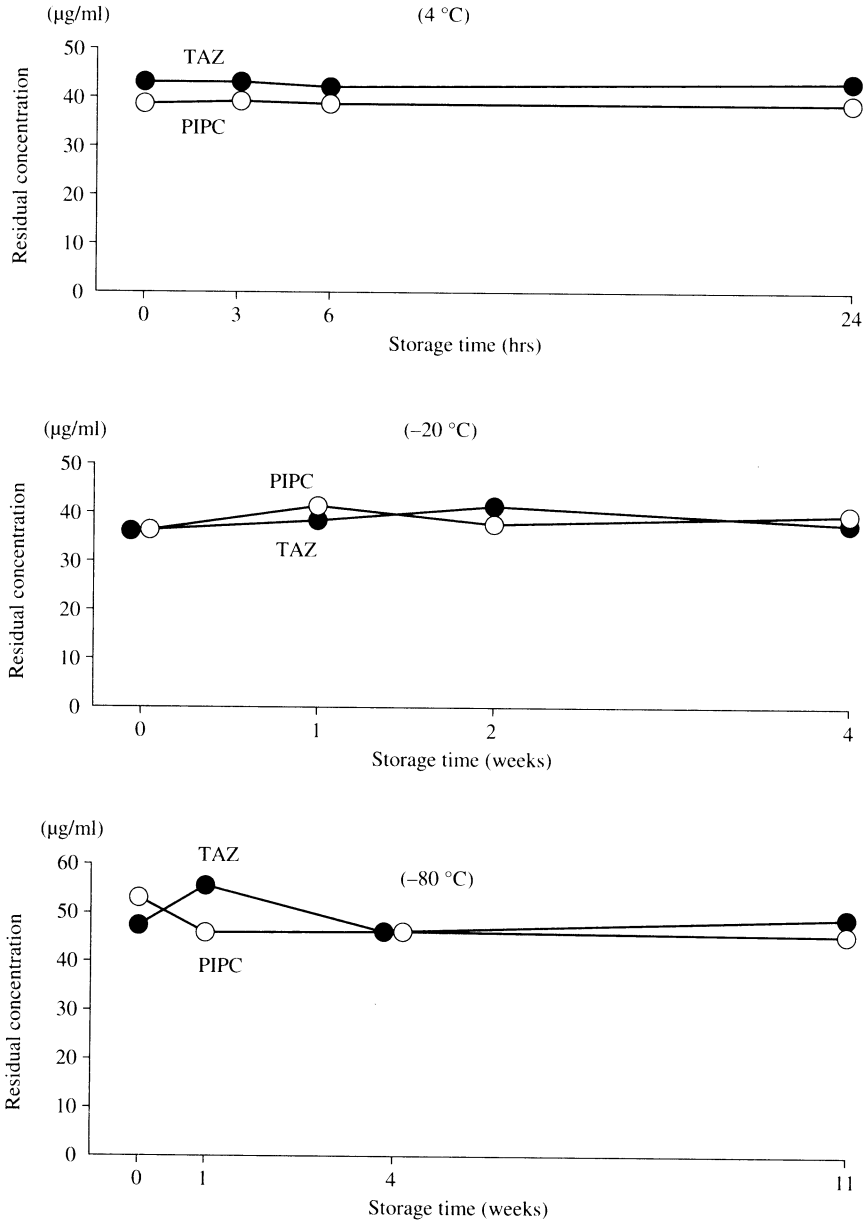 (µg/ml)
(4 °C)
50
TAZ
40
PIPC
30
20
10
0
Residual concentration
0 3 6 24
Storage time (hrs)
(µg/ml)
(–20 °C)
50
PIPC
40
TAZ
30
20
10
0
Residual concentration
0 1 2 4
Storage time (weeks)
(µg/ml)
TAZ
60
(–80 °C)
50
PIPC
40
30
20
10
0
Residual concentration
0 1 4 11
Storage time (weeks)